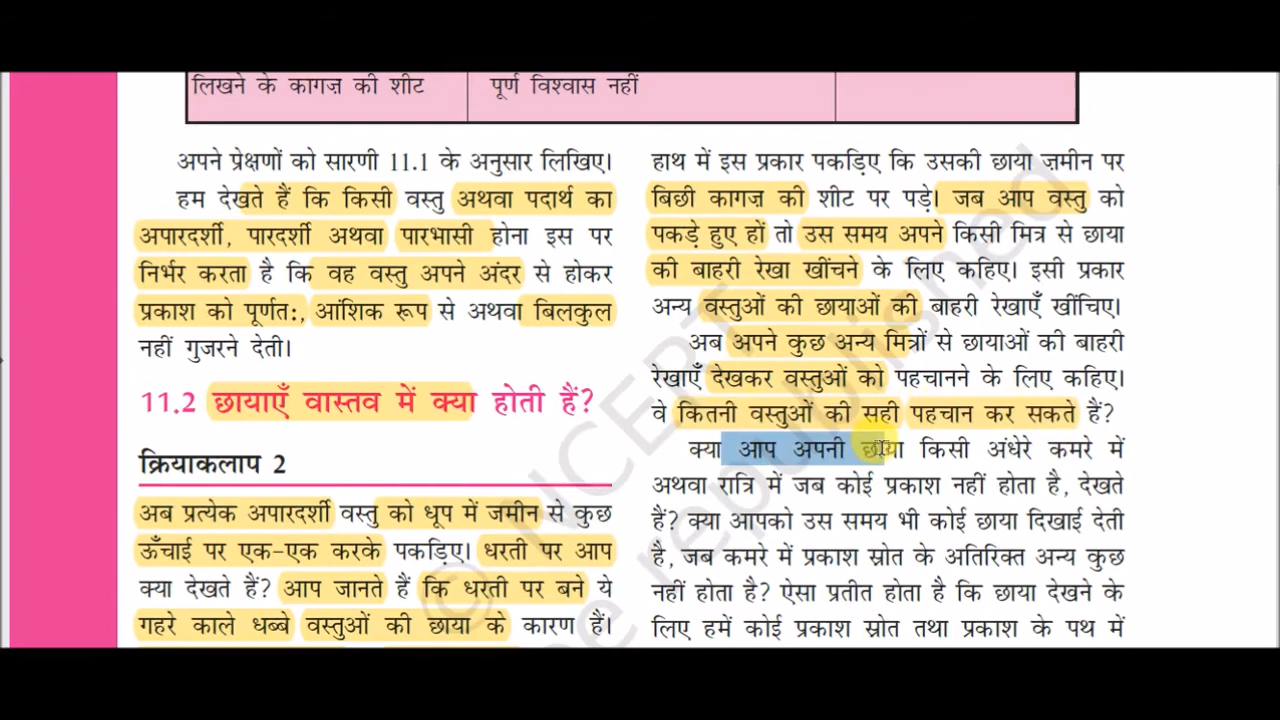 लिखने के कागज़ की शीट
पूर्ण विश्वास नहीं
अपने प्रेक्षणों को सारणी 11.1 के अनुसार लिखिए।
हम देखते हैं कि किसी वस्तु अथवा पदार्थ का
अपारदर्शी, पारदर्शी अथवा पारभासी होना इस पर
निर्भर करता है कि वह वस्तु अपने अंदर से होकर
प्रकाश को पूर्णतः, आंशिक रूप से अथवा बिलकुल
नहीं गुजरने देती।
11.2 छायाएँ वास्तव में क्या होती हैं?
क्रियाकलाप 2
अब प्रत्येक अपारदर्शी वस्तु को धूप में जमीन से कुछ
ऊँचाई पर एक-एक करके पकड़िए। धरती पर आप
क्या देखते हैं? आप जानते हैं कि धरती पर बने ये
गहरे काले धब्बे वस्तुओं की छाया के कारण हैं।
हाथ में इस प्रकार पकड़िए कि उसकी छाया ज़मीन पर
बिछी कागज़ की शीट पर पड़े। जब आप वस्तु को
पकड़े हुए हों तो उस समय अपने किसी मित्र से छाया
की बाहरी रेखा खींचने के लिए कहिए। इसी प्रकार
अन्य वस्तुओं की छायाओं की बाहरी रेखाएँ खींचिए।
अब अपने कुछ अन्य मित्रों से छायाओं की बाहरी
रेखाएँ देखकर वस्तुओं को पहचानने के लिए कहिए।
वे कितनी वस्तुओं की सही पहचान कर सकते हैं?
क्या आप अपनी छाया किसी अंधेरे कमरे में
अथवा रात्रि में जब कोई प्रकाश नहीं होता है, देखते
हैं? क्या आपको उस समय भी कोई छाया दिखाई देती
है, जब कमरे में प्रकाश स्रोत के अतिरिक्त अन्य कुछ
नहीं होता है? ऐसा प्रतीत होता है कि छाया देखने के
लिए हमें कोई प्रकाश स्रोत तथा प्रकाश के पथ में
© NCERT
be republished